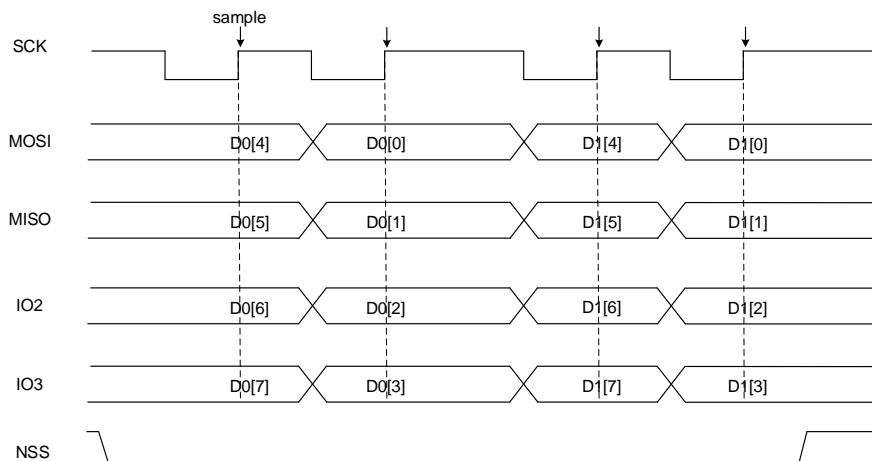 sample
SCK
MOSI D0[4] D0[0] D1[4] D1[0]
MISO D0[5] D0[1] D1[5] D1[1]
IO2 D0[6] D0[2] D1[6] D1[2]
IO3 D0[7] D0[3] D1[7] D1[3]
NSS